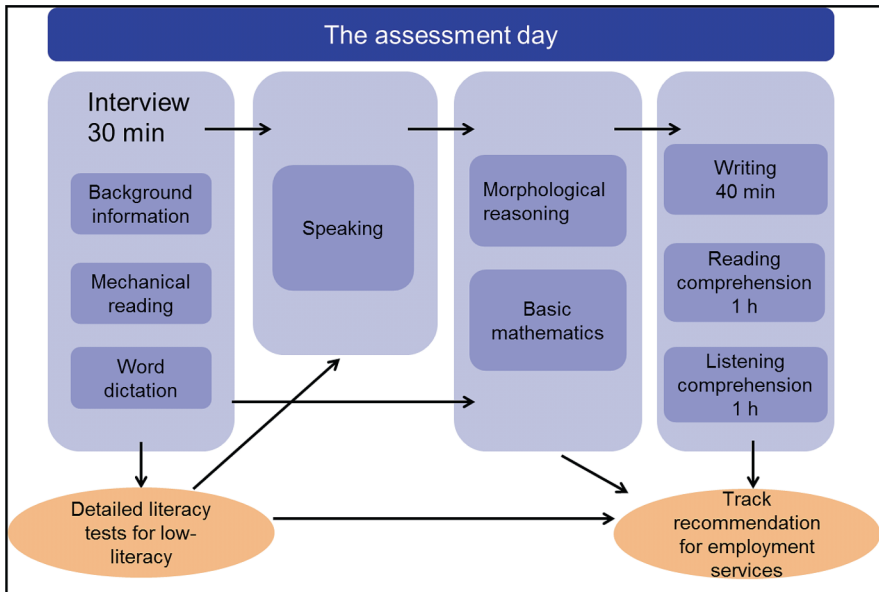 The assessment day
Interview
30 min
Background
information
Mechanical
reading
Word
dictation
Speaking
Morphological
reasoning
Basic
mathematics
Writing
40 min
Reading
comprehension
1 h
Listening
comprehension
1 h
Detailed literacy
tests for low-
literacy
Track
recommendation
for employment
services